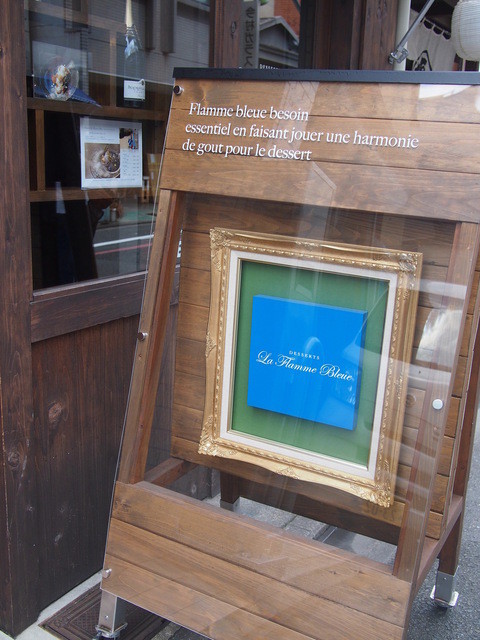 Flamme bleue besoin
essentiel en faisant jouer une harmonie
de gout pour le dessert
DESSERTS
La Flamme Bleue